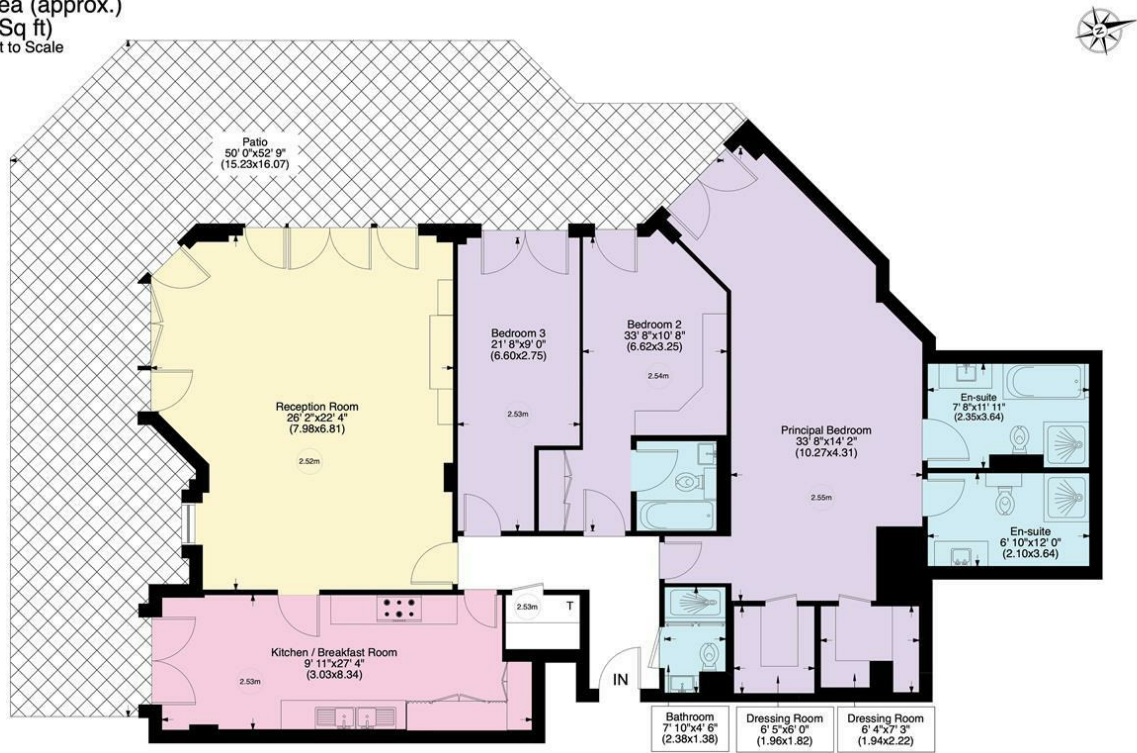 ea (approx.)
Sq ft)
t to Scale
N
Patio
50' 0"x52' 9"
(15.23x16.07)
Reception Room
26' 2"x22' 4"
(7.98x6.81)
2.52m
Bedroom 3
21' 8"x9' 0"
(6.60x2.75)
2.53m
Bedroom 2
33' 8"x10' 8"
(6.62x3.25)
2.54m
Principal Bedroom
33' 8"x14' 2"
(10.27x4.31)
2.55m
En-suite
7' 8"x11' 11"
(2.35x3.64)
En-suite
6' 10"x12' 0"
(2.10x3.64)
Kitchen / Breakfast Room
9' 11"x27' 4"
(3.03x8.34)
2.53m
2.53m
T
IN
Bathroom
7' 10"x4' 6"
(2.38x1.38)
Dressing Room
6' 5"x6' 0"
(1.96x1.82)
Dressing Room
6' 4"x7' 3"
(1.94x2.22)